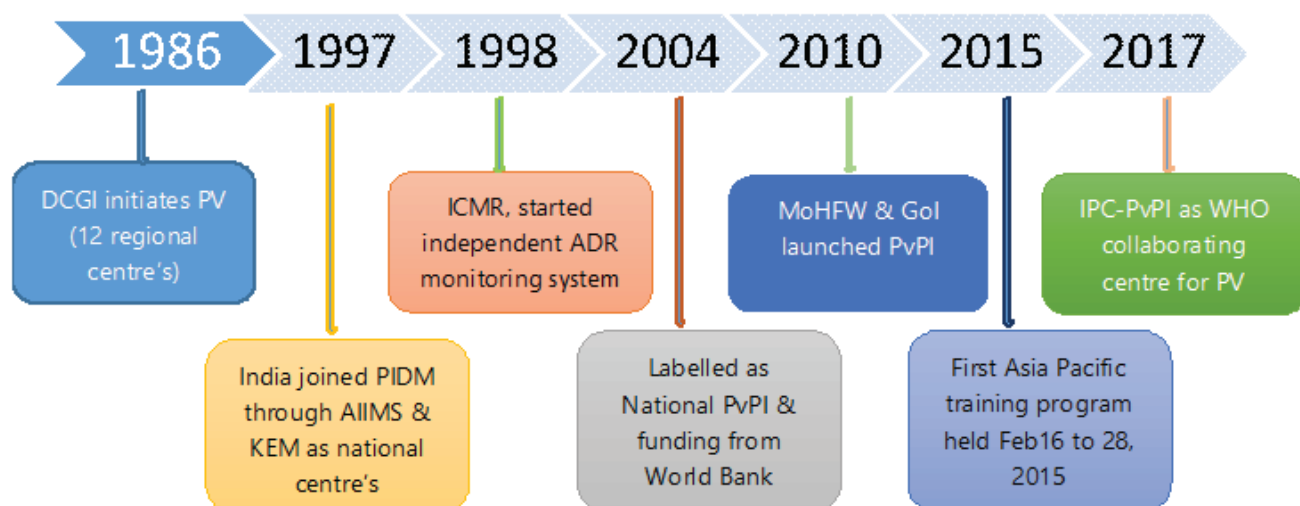 1986 1997 1998 2004 2010 2015 2017
DCGI initiates PV
(12 regional
centre's)
India joined PIDM
through AIIMS &
KEM as national
centre's
ICMR, started
independent ADR
monitoring system
Labelled as
National PvPI &
funding from
World Bank
MoHFW & GoI
launched PvPI
First Asia Pacific
training program
held Feb16 to 28,
2015
IPC-PvPI as WHO
collaborating
centre for PV